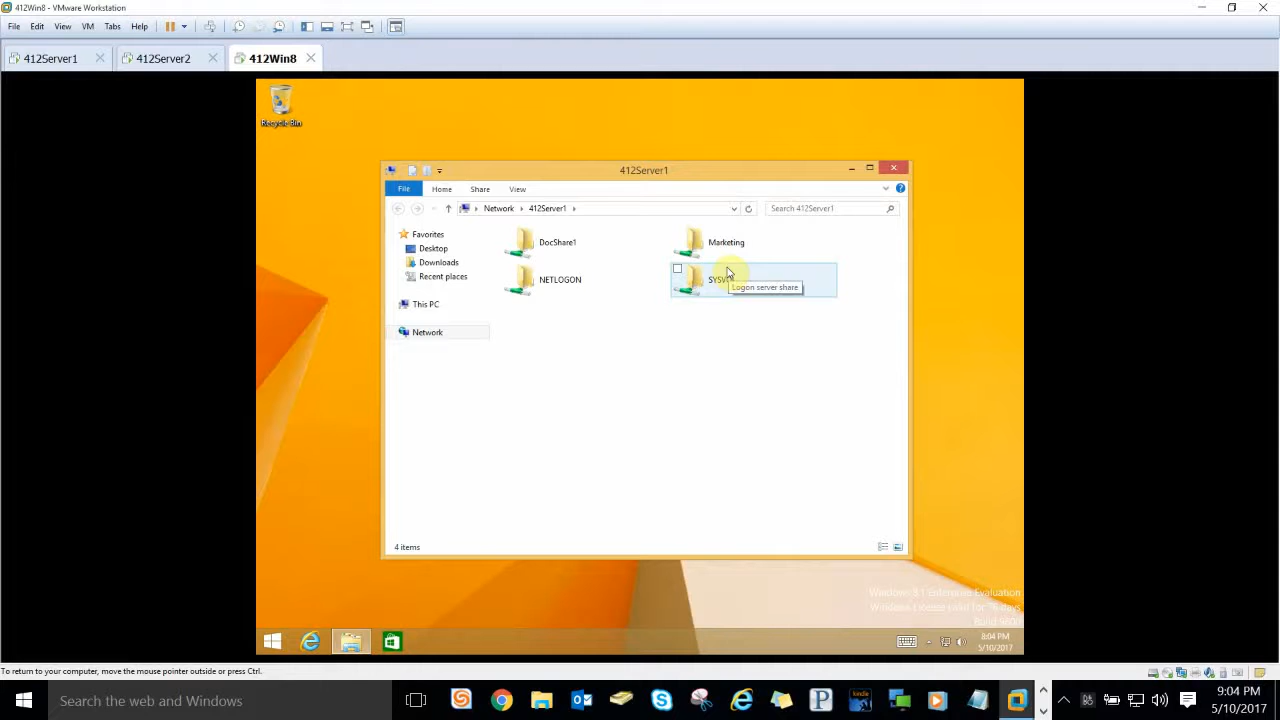 412Win8 - VMware Workstation
File Edit View VM Tabs Help
412Server1 412Server2 412Win8
Recycle Bin
412Server1
File Home Share View
Network 412Server1 Search 412Server1
Favorites
Desktop
Downloads
Recent places
This PC
Network
DocShare1 Marketing
NETLOGON
Logon server share
4 items
Windows 8.1 Enterprise Evaluation
Windows License valid for 76 days
Build 9600
8:04 PM
5/10/2017
To return to your computer, move the mouse pointer outside or press Ctrl.
Search the web and Windows
9:04 PM
5/10/2017